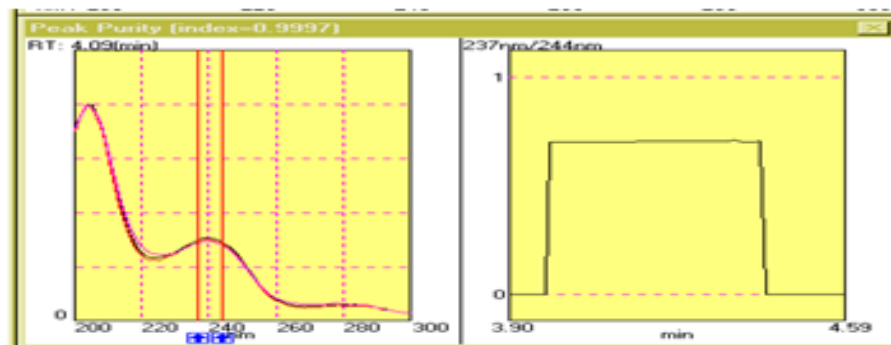 Peak Purity (index=0.9997)
RT: 4.09(min)
0
200 220 240 260 280 300
nm
237nm/244nm
1
0
3.90 min 4.59